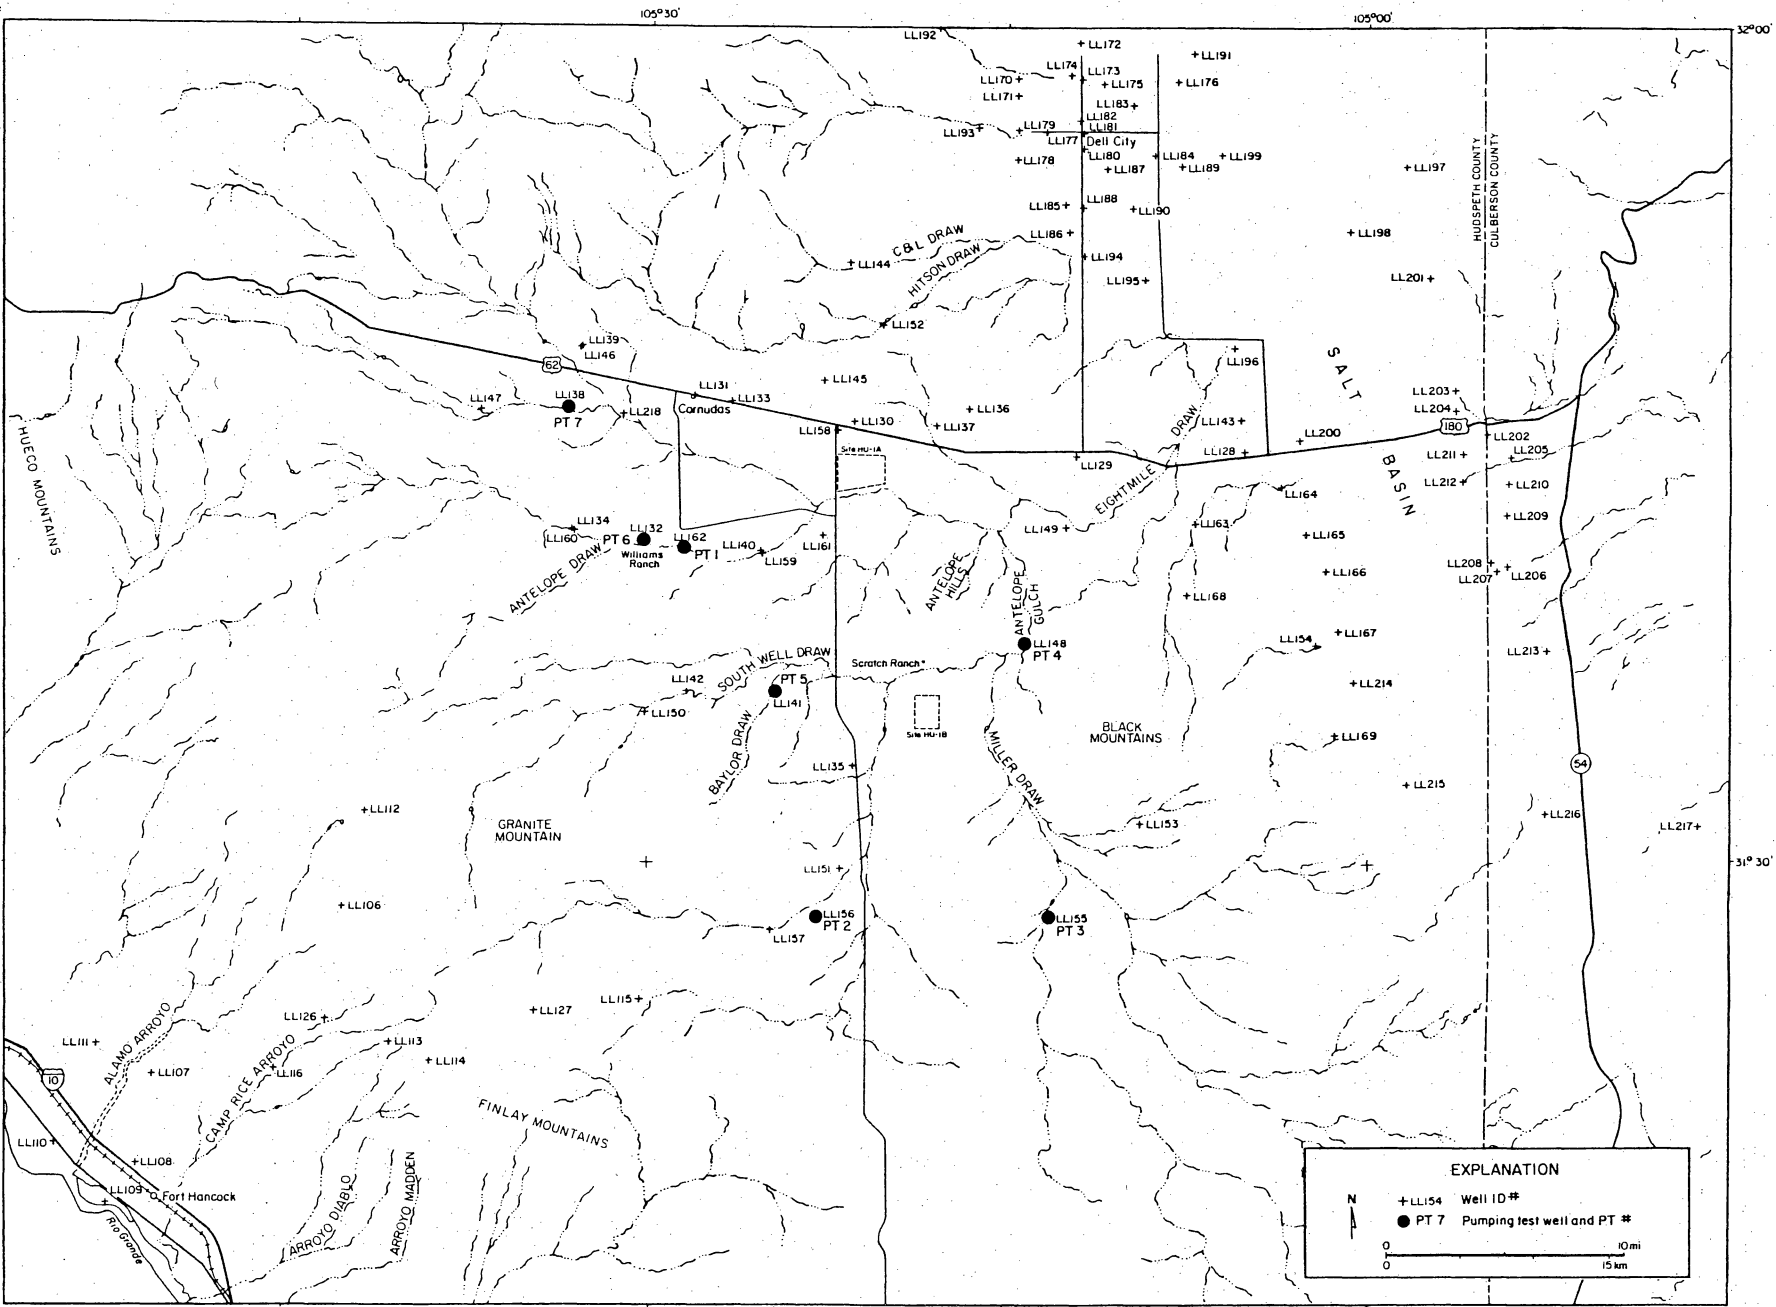 105°30'
105°00'
32°00'
LL192
LL172
LL191
LL174
LL173
LL170
LL175
LL176
LL171
LL183
LL182
LL193
LL179
LL181
LL177
Dell City
LL178
LL180
LL184
LL199
LL187
LL189
LL197
HUDSPETH COUNTY
CULBERSON COUNTY
LL185
LL188
LL190
LL186
LL198
C&L DRAW
LL144
HITSON DRAW
LL194
LL195
LL201
LL152
LL139
LL146
62
LL196
SALT
BASIN
LL131
LL145
LL147
LL138
PT 7
LL133
Cornudas
LL218
LL136
LL203
LL204
LL130
LL137
LL143
180
LL158
LL200
LL202
Site HU-1A
LL128
LL129
LL211
LL205
HUECO MOUNTAINS
EIGHTMILE DRAW
LL164
LL212
LL210
LL134
LL160
LL132
PT 6
Williams
Ranch
LL162
PT 1
LL140
LL159
LL161
LL149
LL163
LL209
LL165
ANTELOPE DRAW
ANTELOPE
HILLS
ANTELOPE
GULCH
LL208
LL207
LL206
LL166
LL168
LL148
PT 4
LL154
LL167
LL213
SOUTH WELL DRAW
Scratch Ranch
LL142
PT 5
LL141
LL150
LL214
Site HU-1B
BLACK
MOUNTAINS
BAYLOR DRAW
MILLER DRAW
LL169
LL135
54
LL215
LL112
GRANITE
MOUNTAIN
LL153
LL216
LL217
31°30'
LL151
LL106
LL156
PT 2
LL157
LL155
PT 3
LL115
LL127
LL126
ALAMO ARROYO
CAMP RICE ARROYO
LL111
LL113
LL114
LL107
LL116
10
FINLAY MOUNTAINS
LL110
LL108
LL109
Fort Hancock
Rio Grande
ARROYO DIABLO
ARROYO MADDEN
EXPLANATION
N
LL154 Well ID#
PT 7 Pumping test well and PT #
0 10 mi
0 15 km